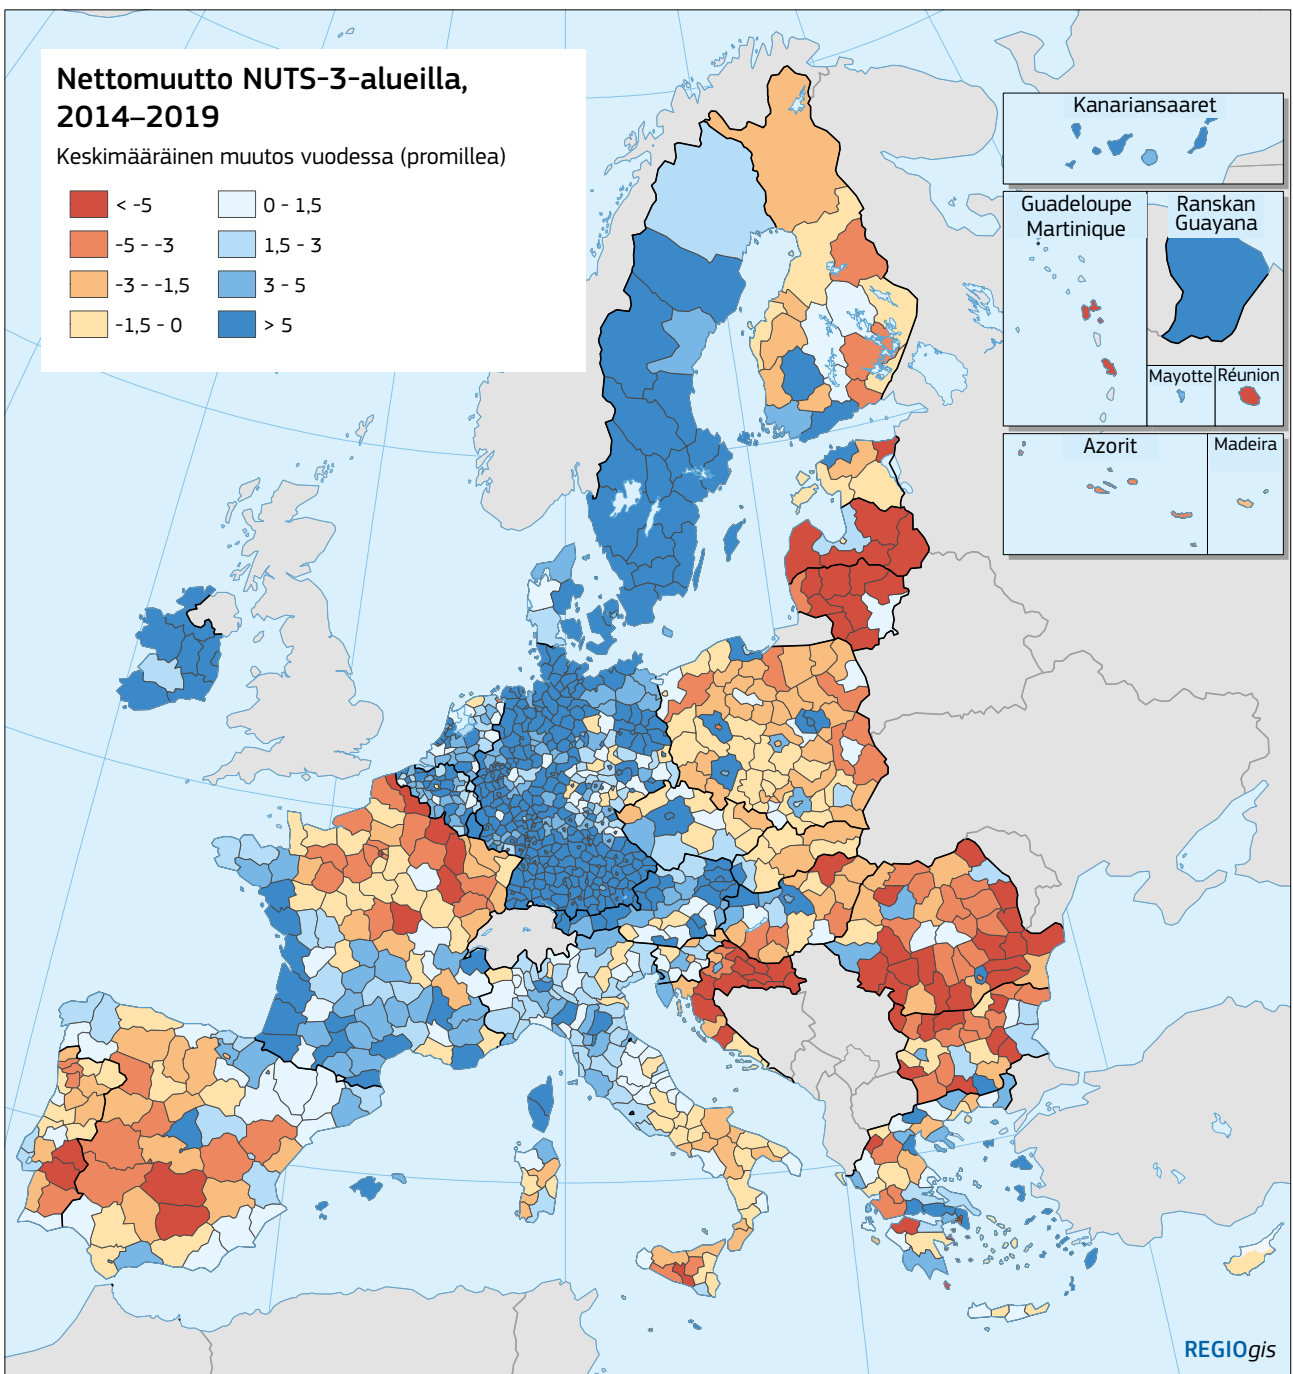 Nettomuutto NUTS-3-alueilla,
2014–2019
Keskimääräinen muutos vuodessa (promillea)
< -5
-5 - -3
-3 - -1,5
-1,5 - 0
0 - 1,5
1,5 - 3
3 - 5
> 5
Kanariansaaret
Guadeloupe
Martinique
Ranskan
Guayana
Mayotte
Réunion
Azorit
Madeira
REGIOgis